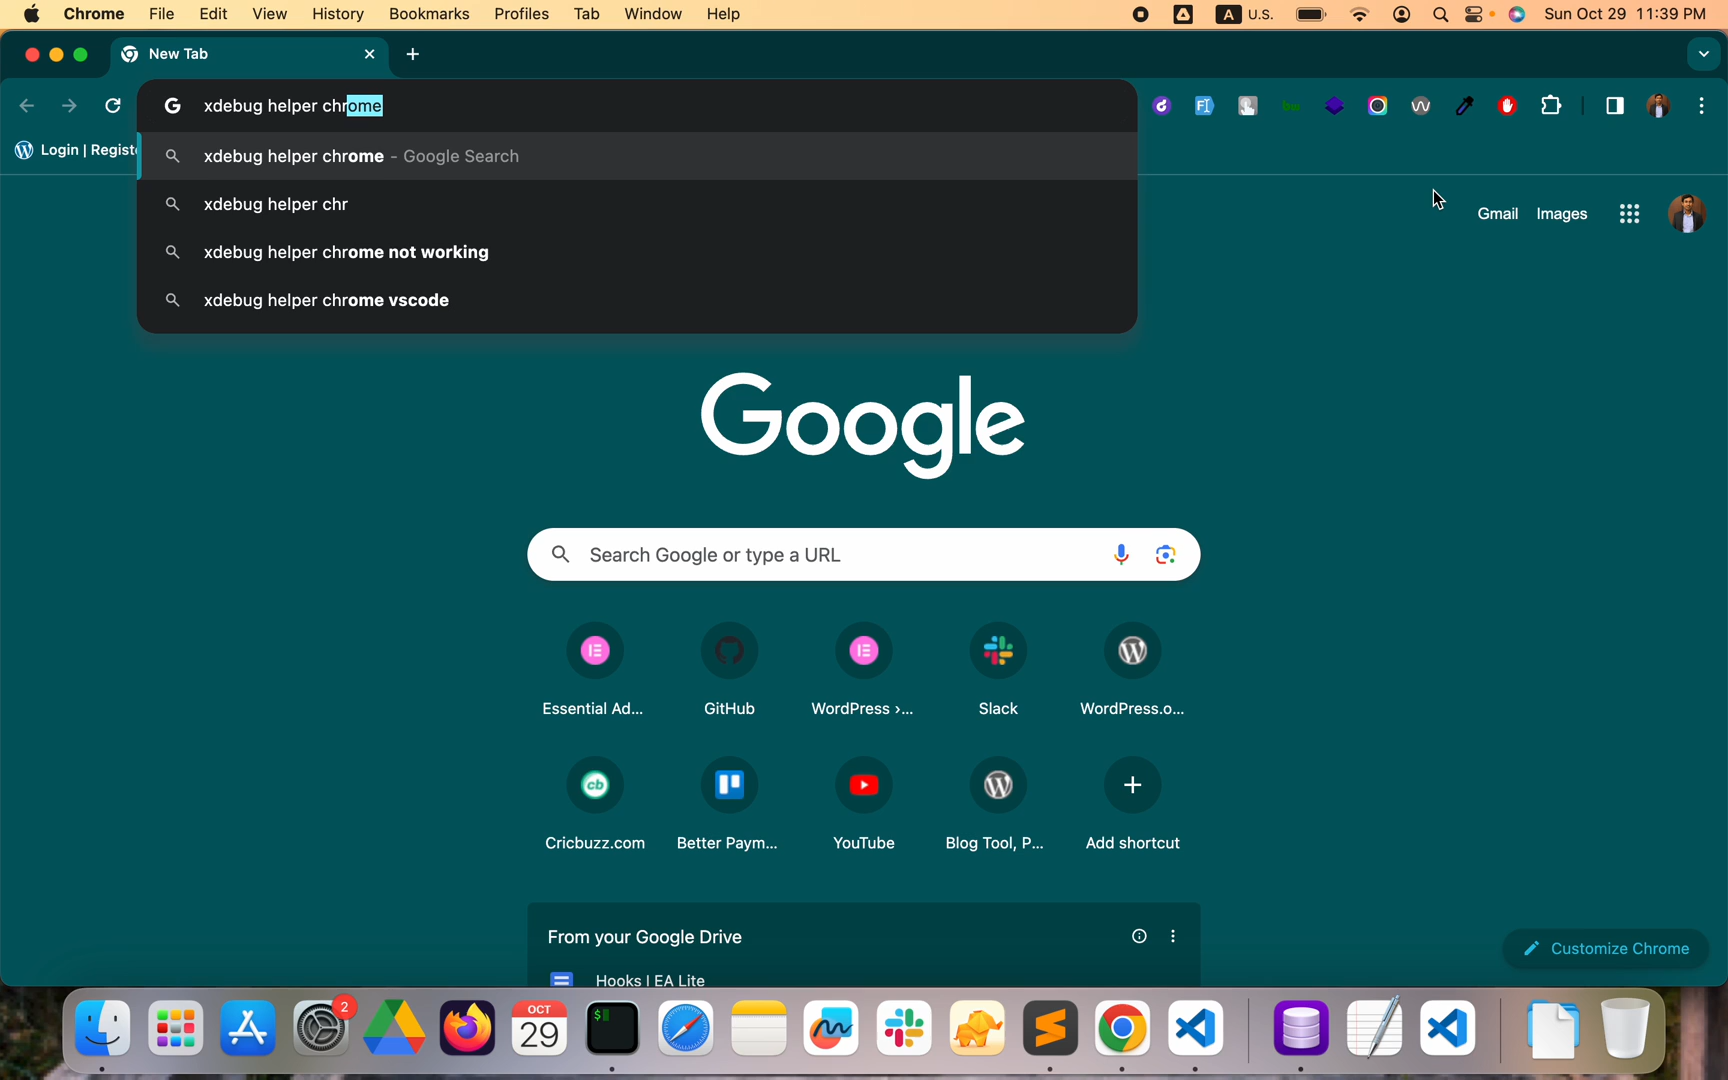 Chrome File Edit View History Bookmarks Profiles Tab Window Help A U.S. Sun Oct 29 11:39 PM
New Tab
xdebug helper chrome
Login | Registe
xdebug helper chrome - Google Search
xdebug helper chr
xdebug helper chrome not working
xdebug helper chrome vscode
Gmail Images
Google
Search Google or type a URL
Essential Ad... GitHub WordPress ›... Slack WordPress.o...
Cricbuzz.com Better Paym... YouTube Blog Tool, P... Add shortcut
From your Google Drive
Customize Chrome
Hooks | EA Lite
2
OCT
29